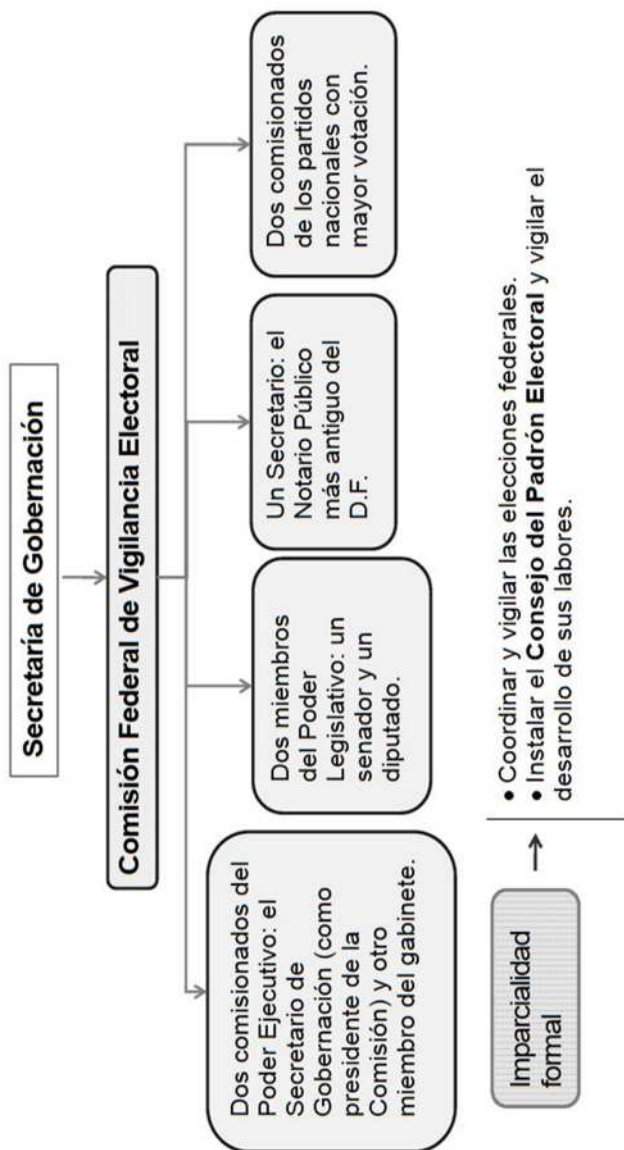 Secretaría de Gobernación
Comisión Federal de Vigilancia Electoral
Dos comisionados del
Poder Ejecutivo: el
Secretario de
Gobernación (como
presidente de la
Comisión) y otro
miembro del gabinete.
Dos miembros
del Poder
Legislativo: un
senador y un
diputado.
Un Secretario: el
Notario Público
más antiguo del
D.F.
Dos comisionados
de los partidos
nacionales con
mayor votación.
Imparcialidad
formal
• Coordinar y vigilar las elecciones federales.
• Instalar el Consejo del Padrón Electoral y vigilar el
desarrollo de sus labores.